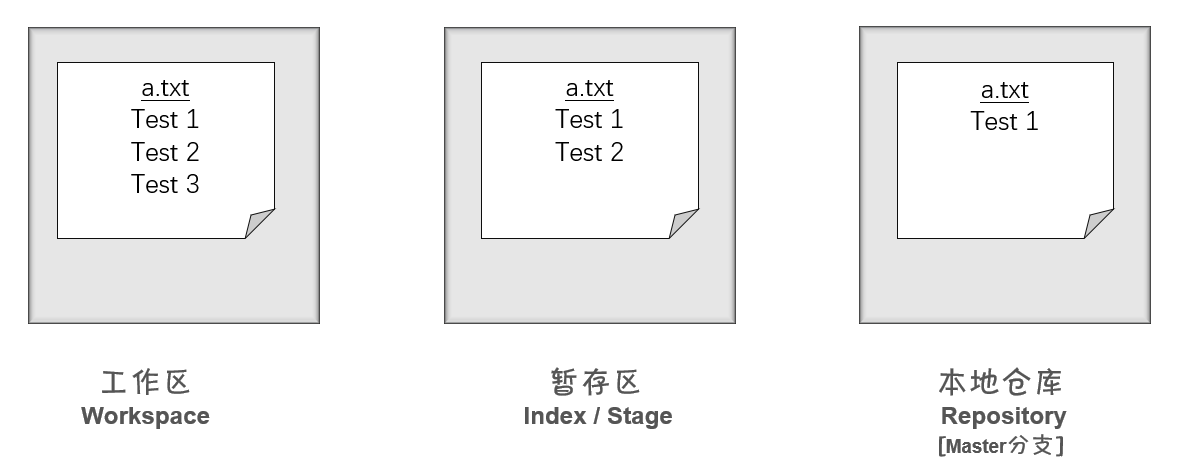 a.txt
Test 1
Test 2
Test 3
工作区
Workspace
a.txt
Test 1
Test 2
暂存区
Index / Stage
a.txt
Test 1
本地仓库
Repository
[Master分支]